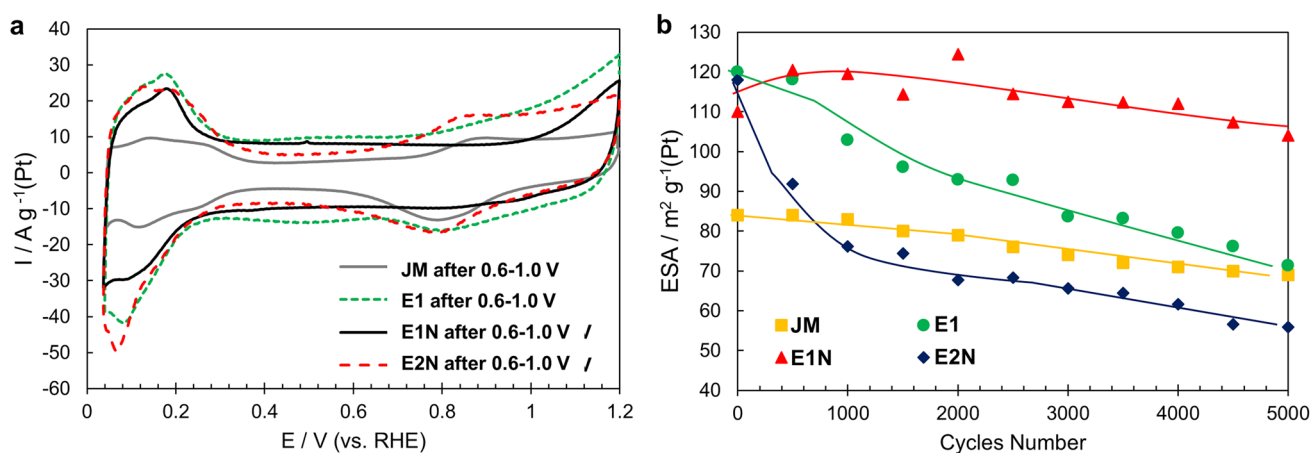 a
I / A g⁻¹(Pt)
40
30
20
10
0
-10
-20
-30
-40
-50
-60
0
0.2
0.4
0.6
0.8
1
1.2
E / V (vs. RHE)
JM after 0.6-1.0 V
E1 after 0.6-1.0 V
E1N after 0.6-1.0 V
E2N after 0.6-1.0 V
b
ESA / m² g⁻¹(Pt)
130
120
110
100
90
80
70
60
50
40
0
1000
2000
3000
4000
5000
Cycles Number
JM
E1
E1N
E2N